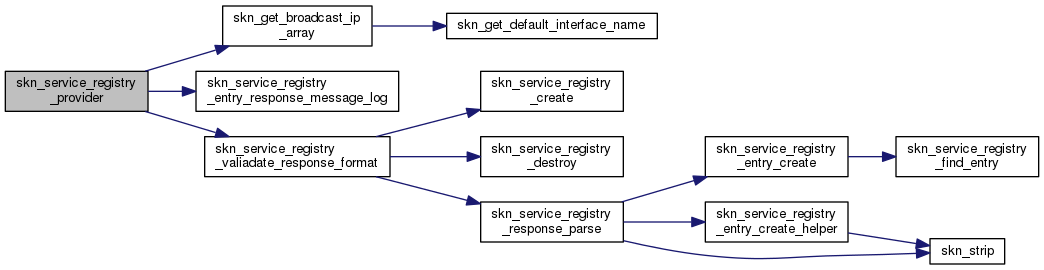 skn_get_broadcast_ip
_array
skn_get_default_interface_name
skn_service_registry
_provider
skn_service_registry
_entry_response_message_log
skn_service_registry
_create
skn_service_registry
_valiadate_response_format
skn_service_registry
_destroy
skn_service_registry
_entry_create
skn_service_registry
_find_entry
skn_service_registry
_response_parse
skn_service_registry
_entry_create_helper
skn_strip